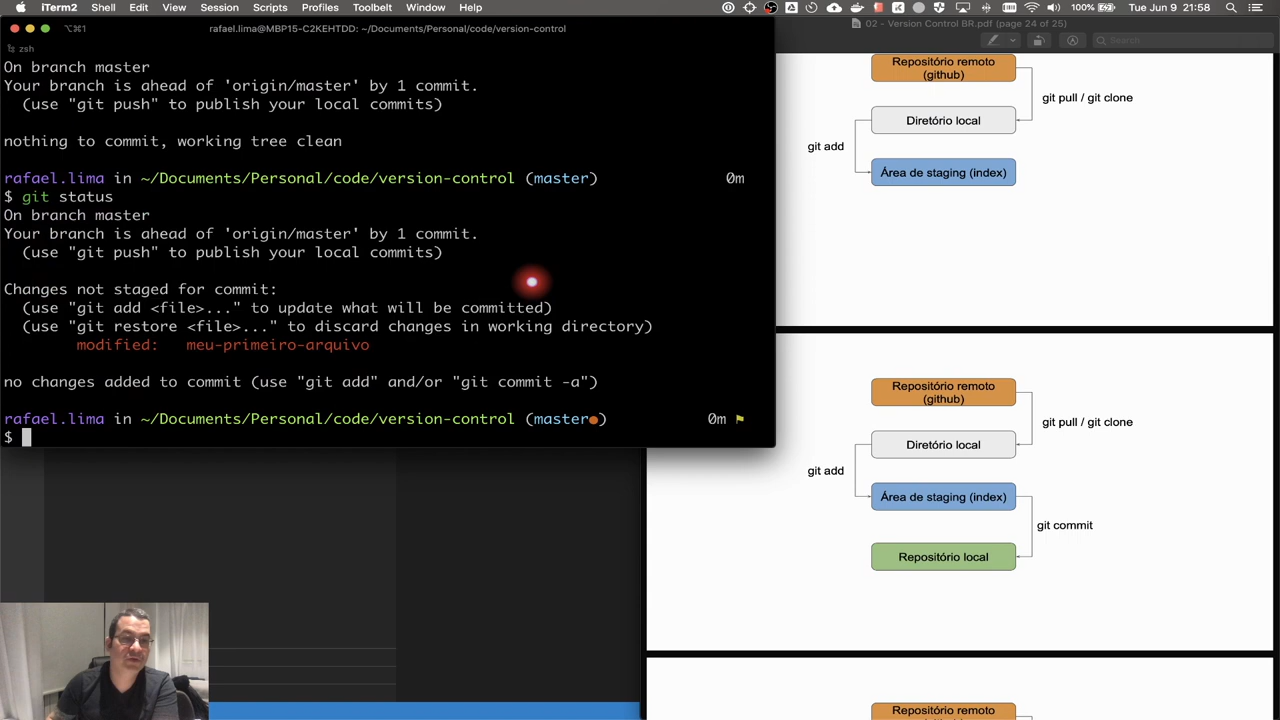 iTerm2 Shell Edit View Session Scripts Profiles Toolbelt Window Help
100% Tue Jun 9 11:58
⌥⌘1 rafael.lima@MBP15-C2KEHTDD: ~/Documents/Personal/code/version-control
02 - Version Control BR.pdf (page 24 of 25)
zsh
Search
On branch master
Your branch is ahead of 'origin/master' by 1 commit.
(use "git push" to publish your local commits)
nothing to commit, working tree clean
rafael.lima in ~/Documents/Personal/code/version-control (master) 0m
$ git status
On branch master
Your branch is ahead of 'origin/master' by 1 commit.
(use "git push" to publish your local commits)
Changes not staged for commit:
(use "git add <file>..." to update what will be committed)
(use "git restore <file>..." to discard changes in working directory)
modified: meu-primeiro-arquivo
no changes added to commit (use "git add" and/or "git commit -a")
rafael.lima in ~/Documents/Personal/code/version-control (master●) 0m
$
Repositório remoto
(github)
git pull / git clone
Diretório local
git add
Área de staging (index)
Repositório remoto
(github)
git pull / git clone
Diretório local
git add
Área de staging (index)
git commit
Repositório local
Repositório remoto